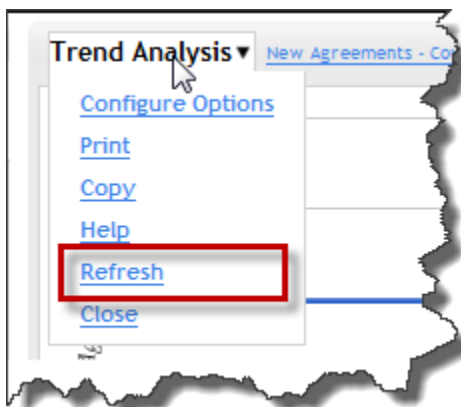 Trend Analysis▼ New Agreements - Co
Configure Options
Print
Copy
Help
Refresh
Close